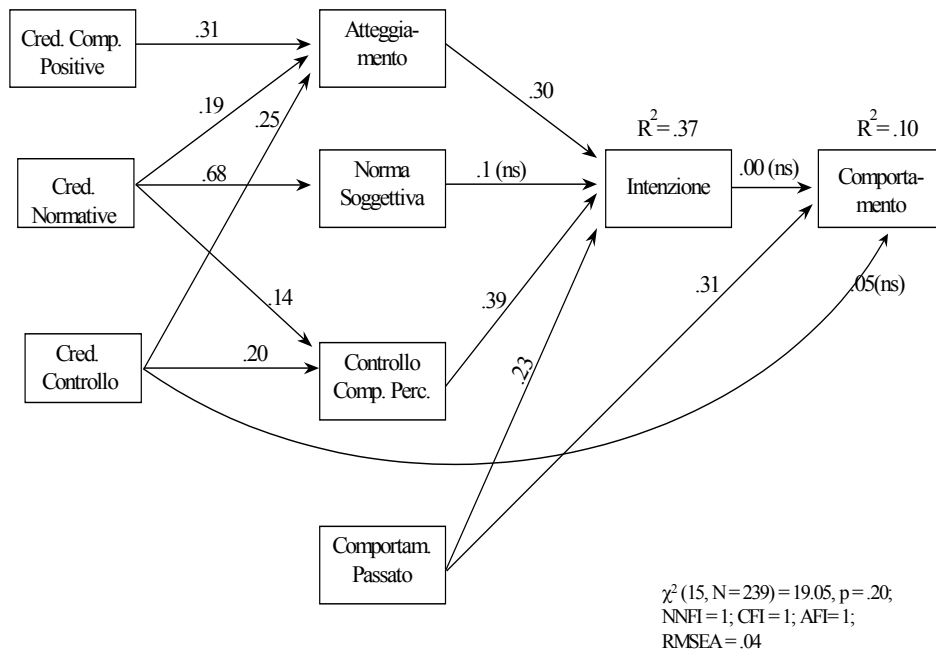 Cred. Comp.
Positive
.31
Atteggia-
mento
.30
.19
.25
R² = .37
R² = .10
Cred.
Normative
.68
Norma
Soggettiva
.1 (ns)
Intenzione
.00 (ns)
Comporta-
mento
.14
.39
.31
.05(ns)
Cred.
Controllo
.20
Controllo
Comp. Perc.
.23
Comportam.
Passato
χ² (15, N = 239) = 19.05, p = .20;
NNFI = 1; CFI = 1; AFI= 1;
RMSEA = .04